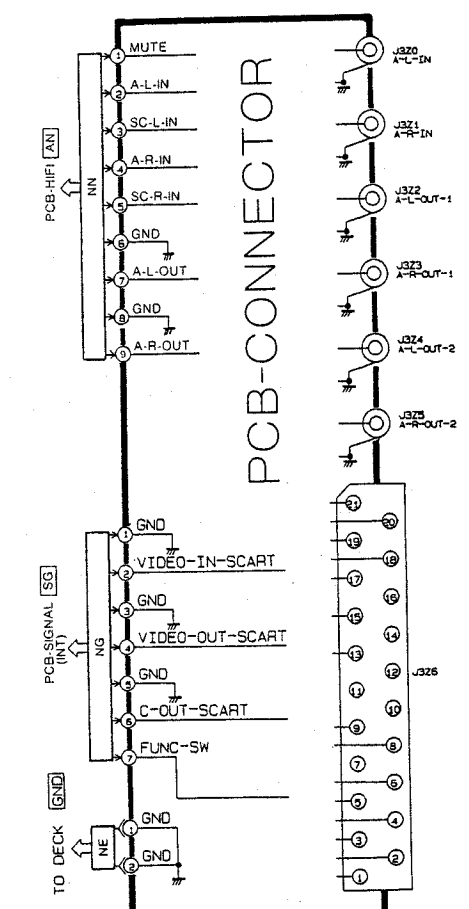 PCB-CONNECTOR
PCB-HIFI AN
NN
1 MUTE
2 A-L-IN
3 SC-L-IN
4 A-R-IN
5 SC-R-IN
6 GND
7 A-L-OUT
8 GND
9 A-R-OUT
J3Z0
A-L-IN
J3Z1
A-R-IN
J3Z2
A-L-OUT-1
J3Z3
A-R-OUT-1
J3Z4
A-L-OUT-2
J3Z5
A-R-OUT-2
PCB-SIGNAL SG
(INT)
NG
1 GND
2 VIDEO-IN-SCART
3 GND
4 VIDEO-OUT-SCART
5 GND
6 C-OUT-SCART
7 FUNC-SW
TO DECK GND
NE
1 GND
2 GND
21
20
19
18
17
16
15
14
13
12
11
10
9
8
7
6
5
4
3
2
1
J3Z6